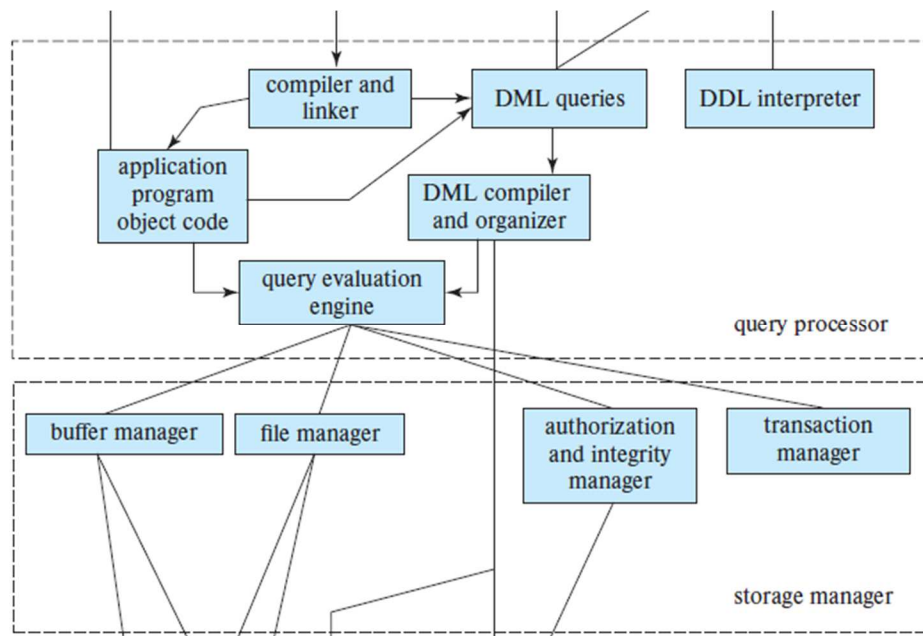 compiler and
linker
DML queries
DDL interpreter
application
program
object code
DML compiler
and organizer
query evaluation
engine
query processor
buffer manager
file manager
authorization
and integrity
manager
transaction
manager
storage manager